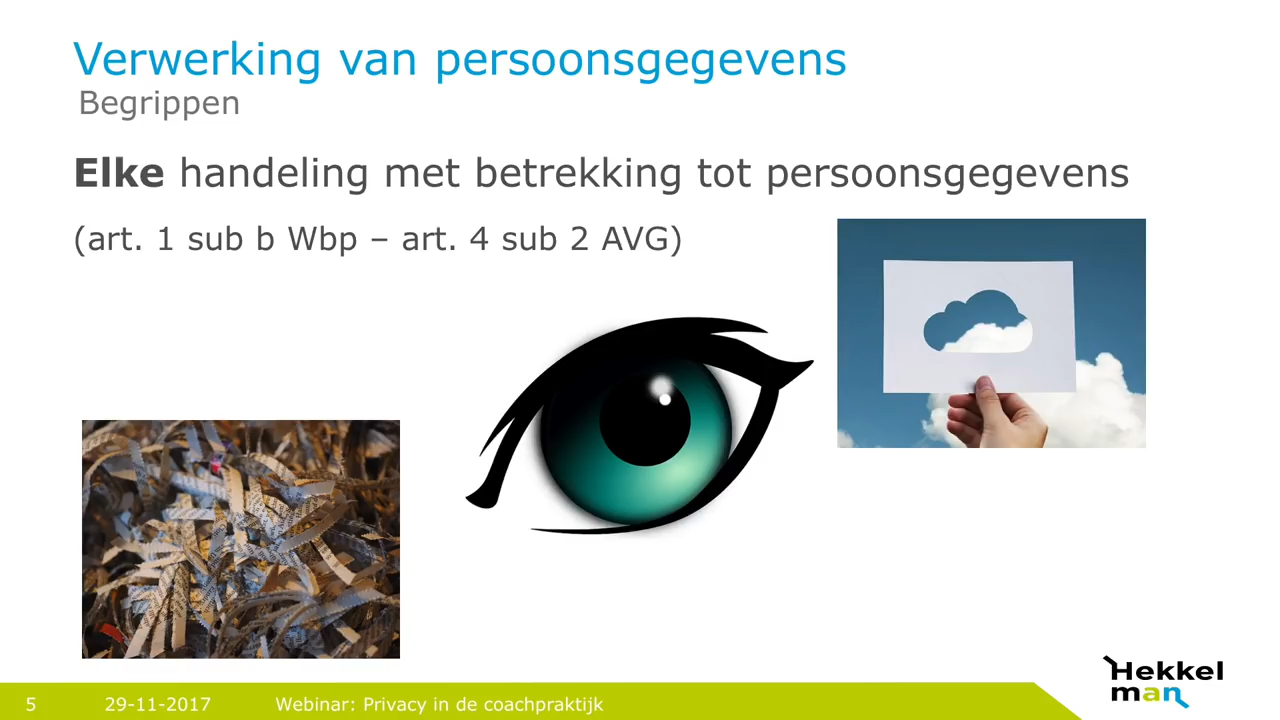 Verwerking van persoonsgegevens
Begrippen
Elke handeling met betrekking tot persoonsgegevens
(art. 1 sub b Wbp – art. 4 sub 2 AVG)
Hekkel
man
5 29-11-2017 Webinar: Privacy in de coachpraktijk